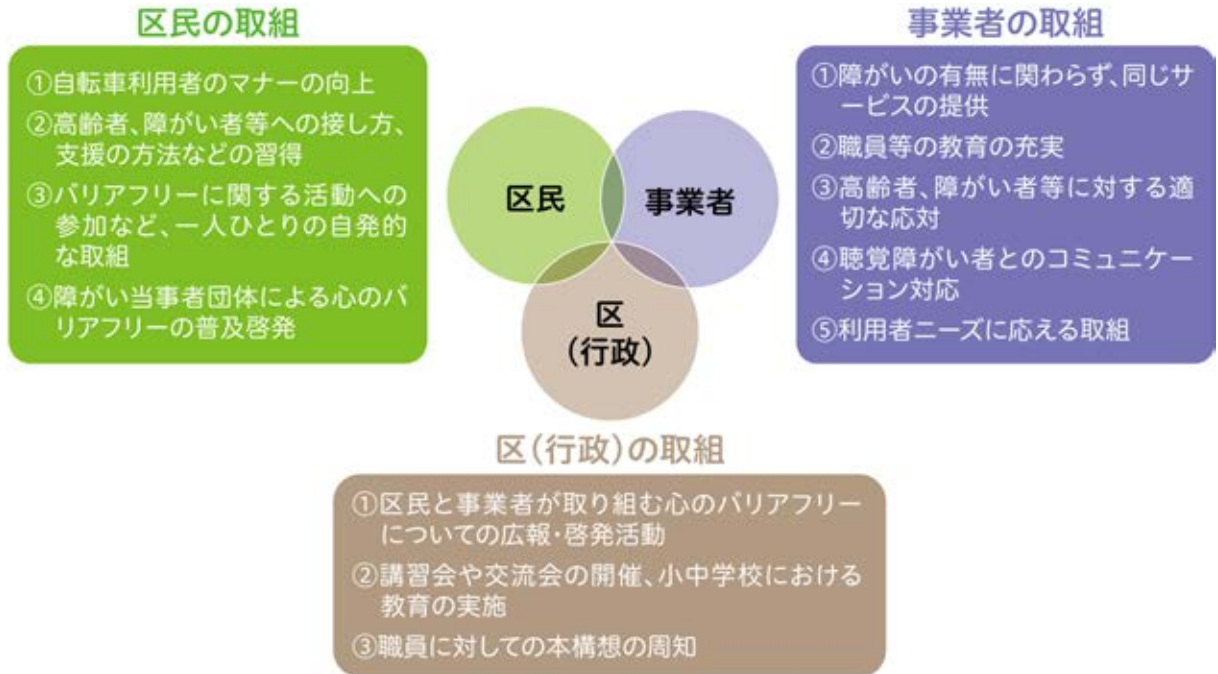 区民の取組
①自転車利用者のマナーの向上
②高齢者、障がい者等への接し方、
支援の方法などの習得
③バリアフリーに関する活動への
参加など、一人ひとりの自発的
な取組
④障がい当事者団体による心のバ
リアフリーの普及啓発
区民
事業者
区
(行政)
事業者の取組
①障がいの有無に関わらず、同じサ
ービスの提供
②職員等の教育の充実
③高齢者、障がい者等に対する適
切な応対
④聴覚障がい者とのコミュニケー
ション対応
⑤利用者ニーズに応える取組
区(行政)の取組
①区民と事業者が取り組む心のバリアフリー
についての広報・啓発活動
②講習会や交流会の開催、小中学校における
教育の実施
③職員に対しての本構想の周知